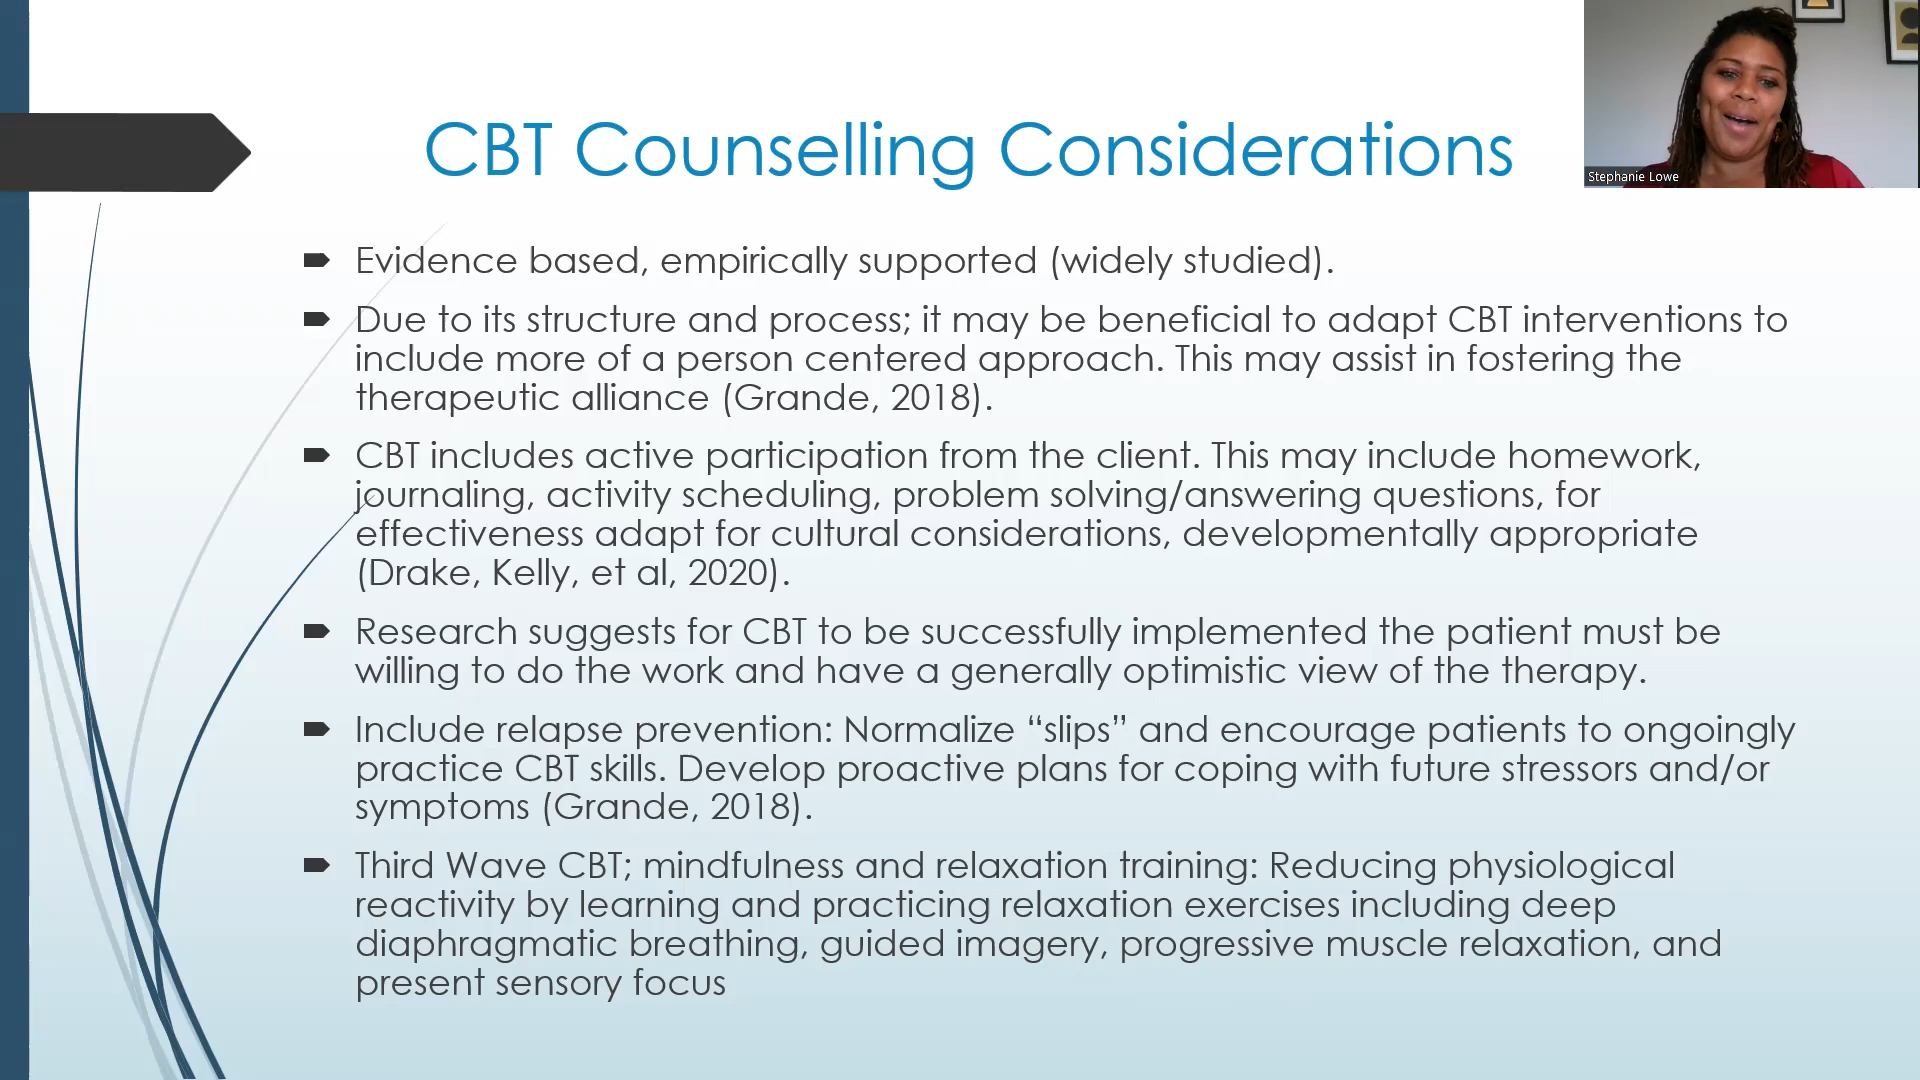 CBT Counselling Considerations
Stephanie Lowe
Evidence based, empirically supported (widely studied).
Due to its structure and process; it may be beneficial to adapt CBT interventions to
include more of a person centered approach. This may assist in fostering the
therapeutic alliance (Grande, 2018).
CBT includes active participation from the client. This may include homework,
journaling, activity scheduling, problem solving/answering questions, for
effectiveness adapt for cultural considerations, developmentally appropriate
(Drake, Kelly, et al, 2020).
Research suggests for CBT to be successfully implemented the patient must be
willing to do the work and have a generally optimistic view of the therapy.
Include relapse prevention: Normalize “slips” and encourage patients to ongoingly
practice CBT skills. Develop proactive plans for coping with future stressors and/or
symptoms (Grande, 2018).
Third Wave CBT; mindfulness and relaxation training: Reducing physiological
reactivity by learning and practicing relaxation exercises including deep
diaphragmatic breathing, guided imagery, progressive muscle relaxation, and
present sensory focus